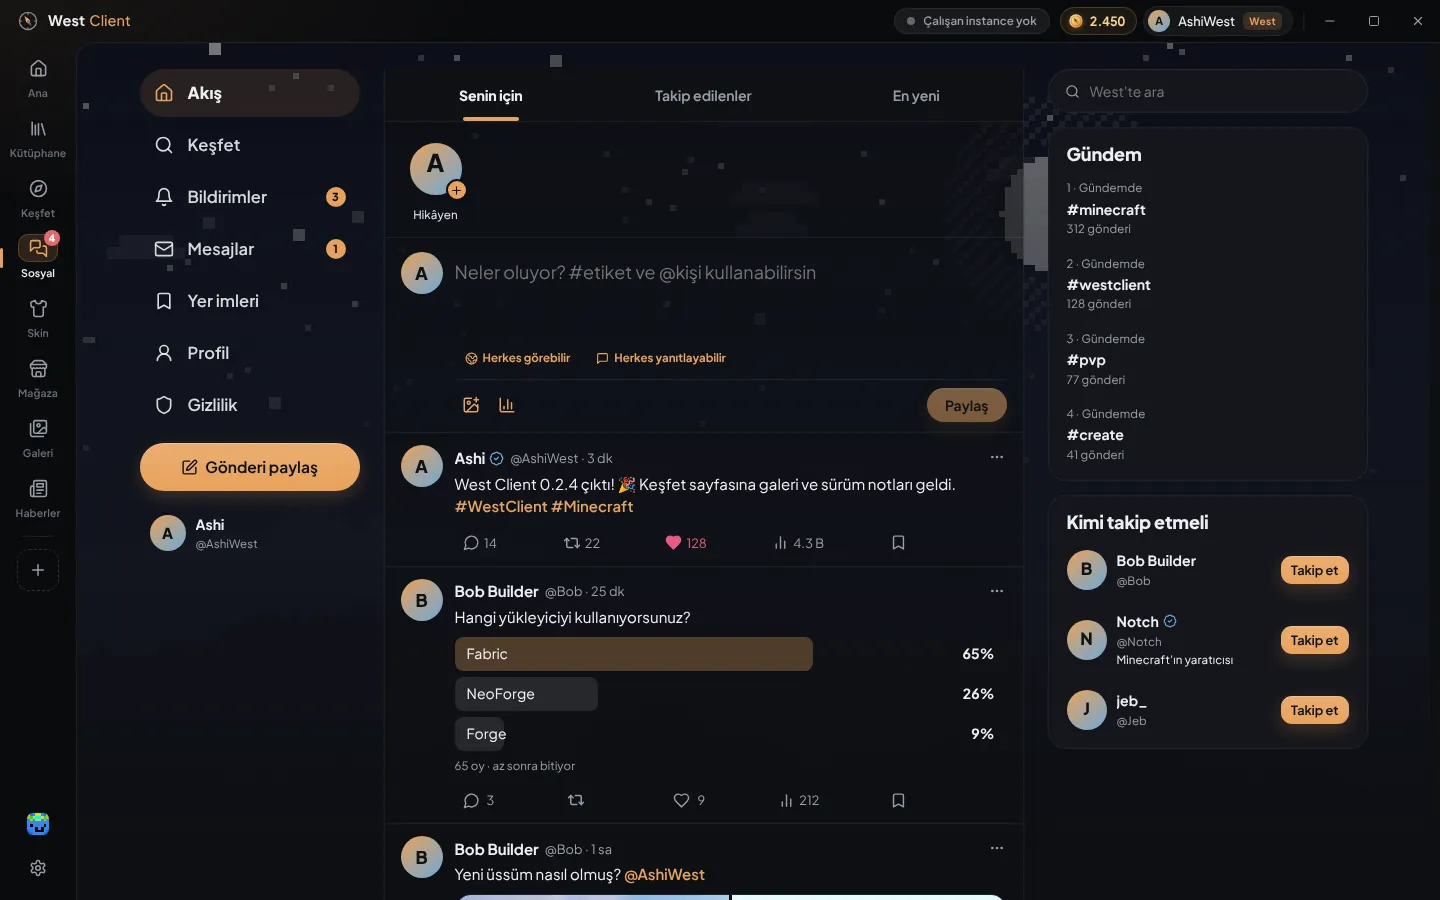 West Client
Çalışan instance yok
2.450
A
AshiWest
West
Ana
Kütüphane
Keşfet
4
Sosyal
Skin
Mağaza
Galeri
Haberler
Akış
Keşfet
Bildirimler
3
Mesajlar
1
Yer imleri
Profil
Gizlilik
Gönderi paylaş
A
Ashi
@AshiWest
Senin için
Takip edilenler
En yeni
A
Hikâyen
A
Neler oluyor? #etiket ve @kişi kullanabilirsin
Herkes görebilir
Herkes yanıtlayabilir
Paylaş
A
Ashi @AshiWest · 3 dk
West Client 0.2.4 çıktı! 🎉 Keşfet sayfasına galeri ve sürüm notları geldi.
#WestClient #Minecraft
14
22
128
4.3 B
B
Bob Builder @Bob · 25 dk
Hangi yükleyiciyi kullanıyorsunuz?
Fabric 65%
NeoForge 26%
Forge 9%
65 oy · az sonra bitiyor
3
9
212
B
Bob Builder @Bob · 1 sa
Yeni üssüm nasıl olmuş? @AshiWest
West'te ara
Gündem
1 · Gündemde
#minecraft
312 gönderi
2 · Gündemde
#westclient
128 gönderi
3 · Gündemde
#pvp
77 gönderi
4 · Gündemde
#create
41 gönderi
Kimi takip etmeli
B
Bob Builder
@Bob
Takip et
N
Notch
@Notch
Minecraft'ın yaratıcısı
Takip et
J
jeb_
@Jeb
Takip et